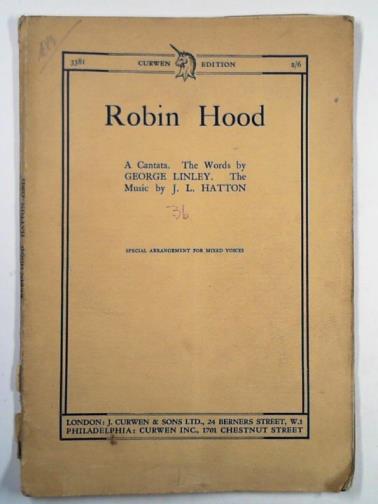 3381 CURWEN EDITION 2/6
Robin Hood
A Cantata. The Words by
GEORGE LINLEY. The
Music by J. L. HATTON
36
SPECIAL ARRANGEMENT FOR MIXED VOICES
LONDON: J. CURWEN & SONS LTD., 24 BERNERS STREET, W.1
PHILADELPHIA: CURWEN INC., 1701 CHESTNUT STREET